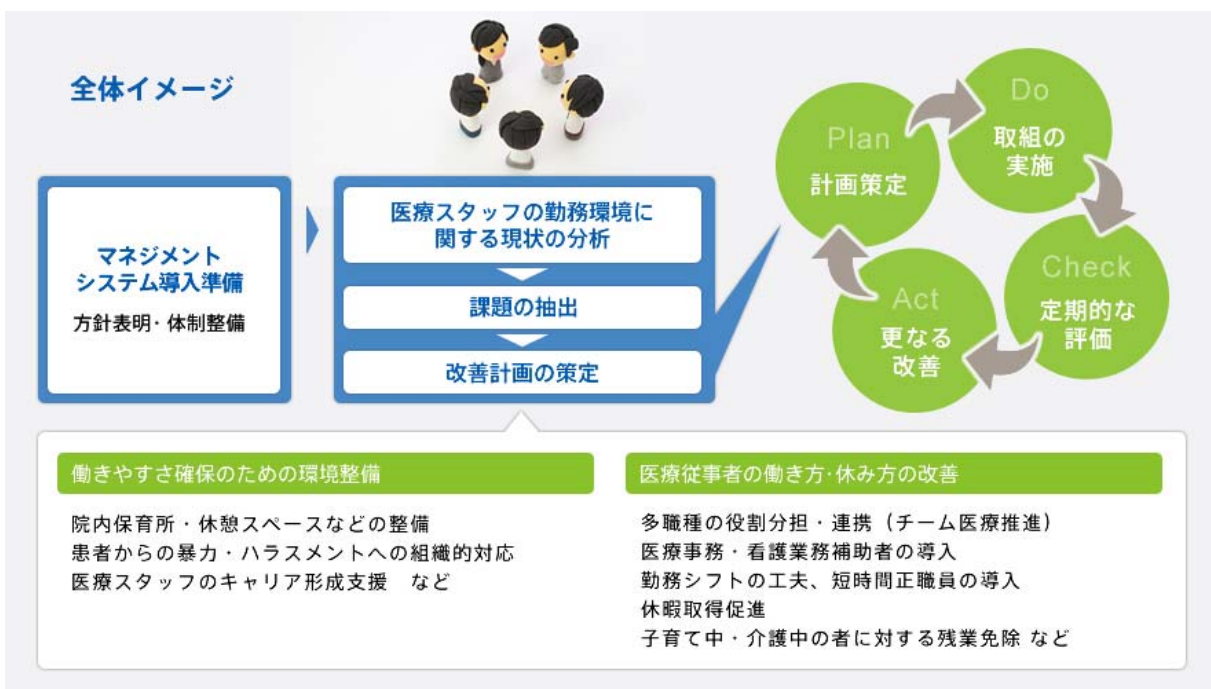 全体イメージ
マネジメント
システム導入準備
方針表明・体制整備
医療スタッフの勤務環境に
関する現状の分析
課題の抽出
改善計画の策定
Plan
計画策定
Do
取組の
実施
Check
定期的な
評価
Act
更なる
改善
働きやすさ確保のための環境整備
院内保育所・休憩スペースなどの整備
患者からの暴力・ハラスメントへの組織的対応
医療スタッフのキャリア形成支援 など
医療従事者の働き方・休み方の改善
多職種の役割分担・連携（チーム医療推進）
医療事務・看護業務補助者の導入
勤務シフトの工夫、短時間正職員の導入
休暇取得促進
子育て中・介護中の者に対する残業免除 など